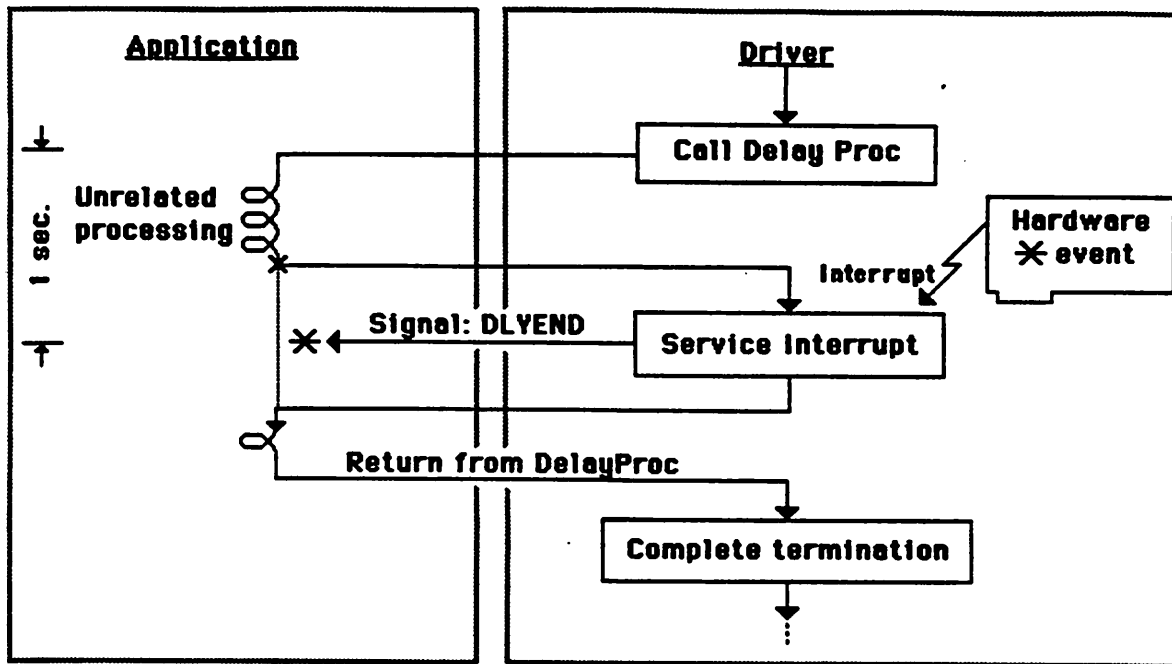 Application
Driver
Call Delay Proc
1 sec.
Unrelated
processing
Hardware
event
Interrupt
Signal: DLYEND
Service Interrupt
Return from DelayProc
Complete termination